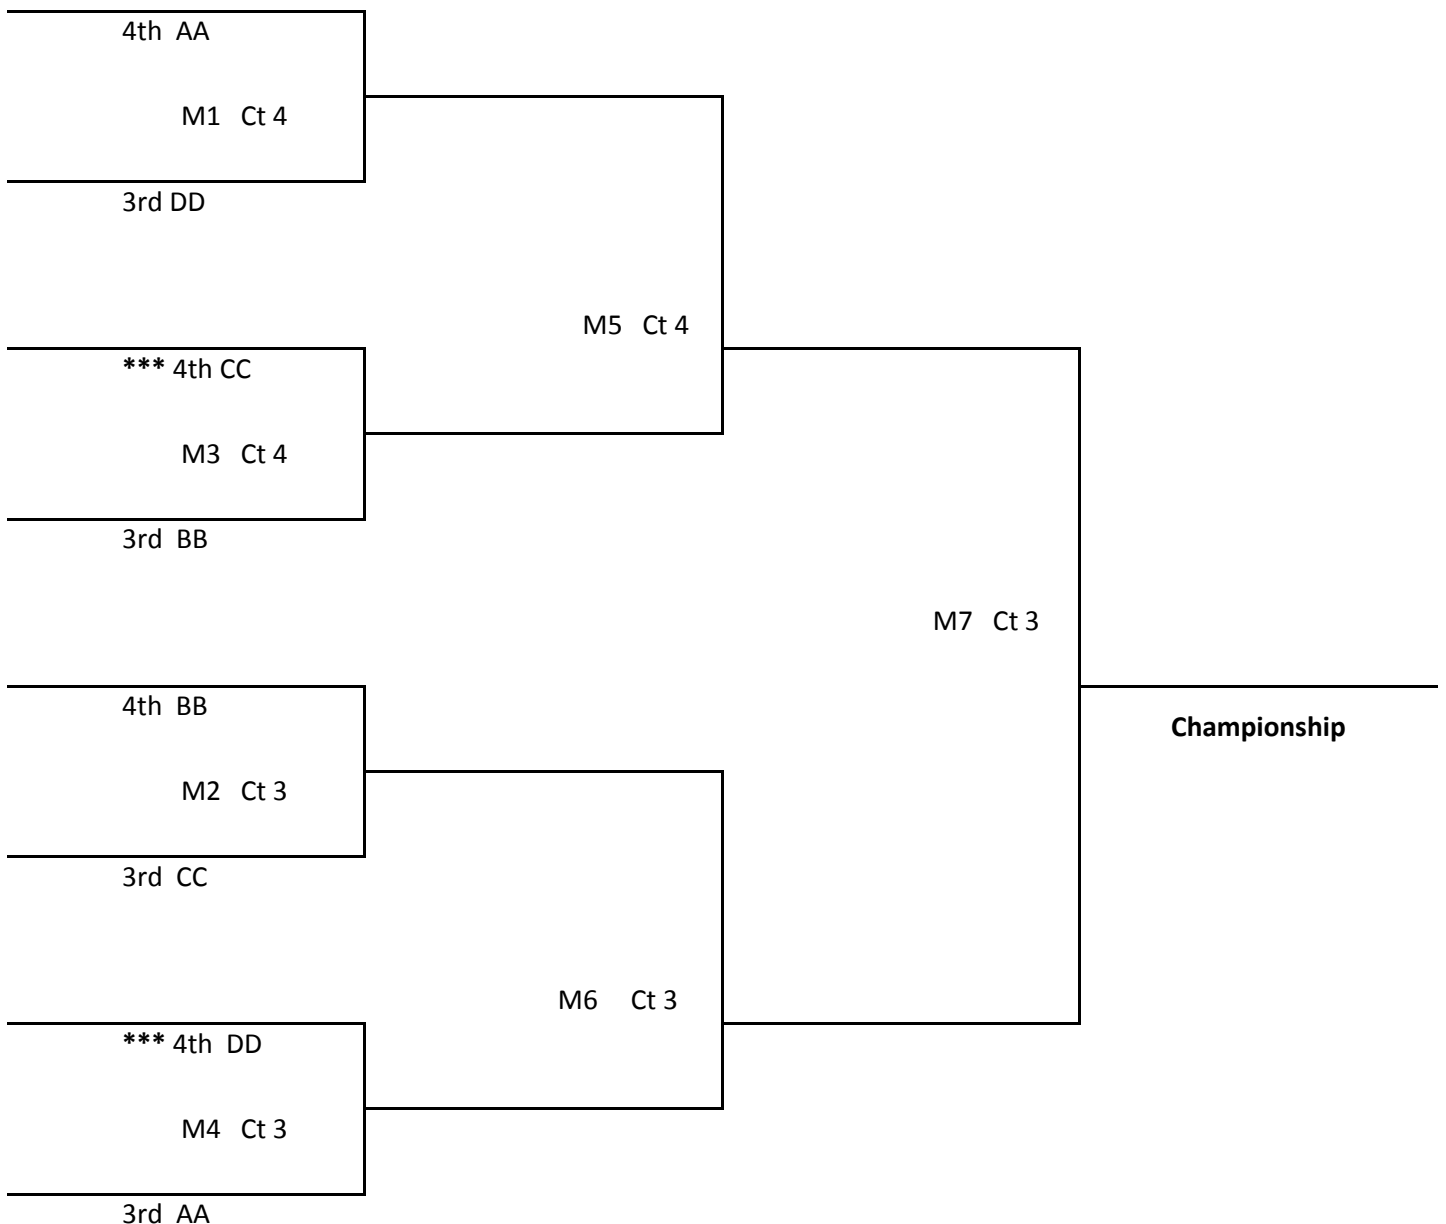 4th  AA
M1   Ct 4
3rd DD
M5   Ct 4
*** 4th CC
M3   Ct 4
3rd  BB
M7   Ct 3
4th  BB
Championship
M2   Ct 3
3rd  CC
M6     Ct 3
*** 4th  DD
M4   Ct 3
3rd  AA